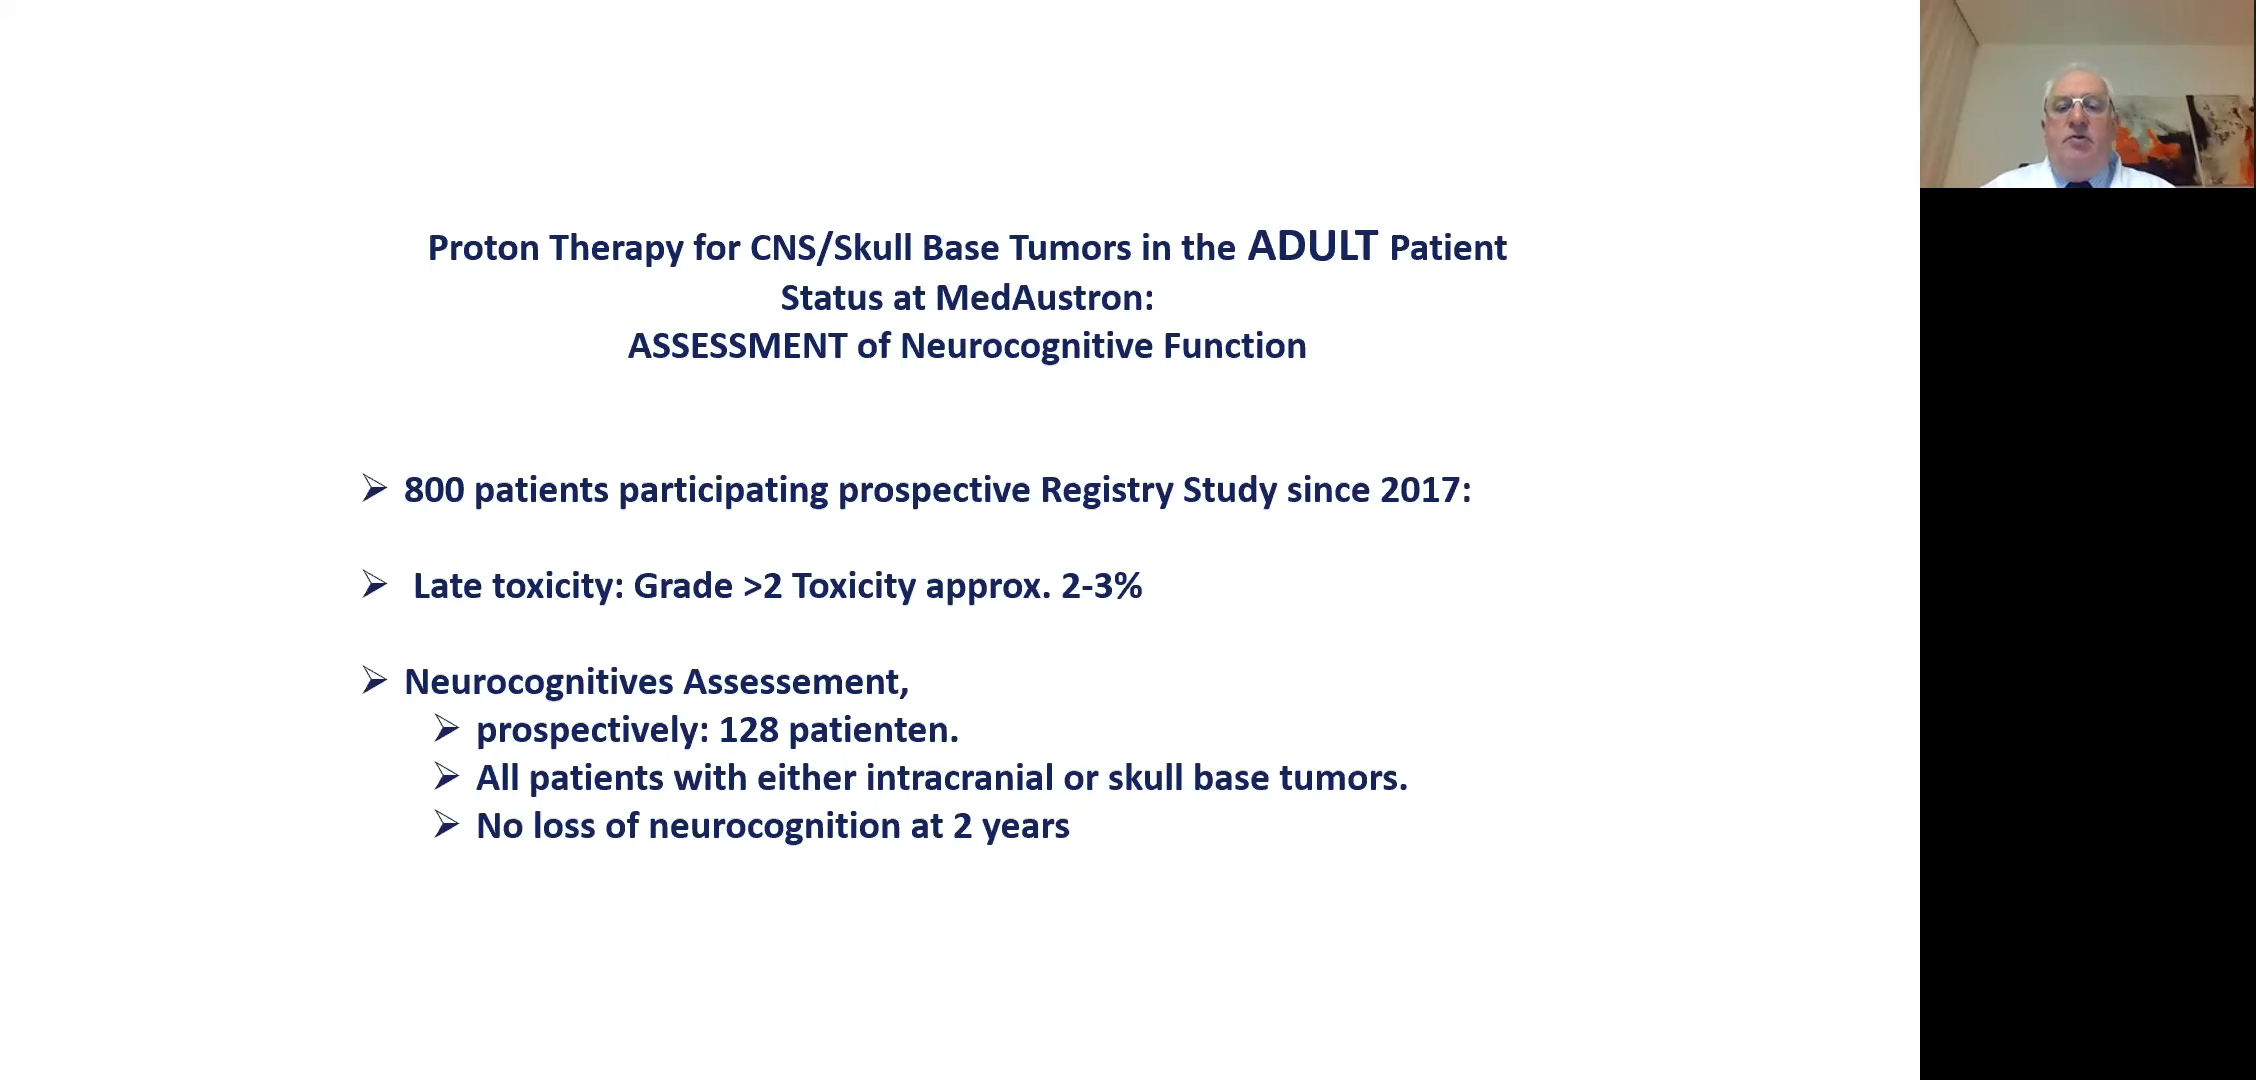 Proton Therapy for CNS/Skull Base Tumors in the ADULT Patient
Status at MedAustron:
ASSESSMENT of Neurocognitive Function
➢ 800 patients participating prospective Registry Study since 2017:
➢ Late toxicity: Grade >2 Toxicity approx. 2-3%
➢ Neurocognitives Assessement,
➢ prospectively: 128 patienten.
➢ All patients with either intracranial or skull base tumors.
➢ No loss of neurocognition at 2 years